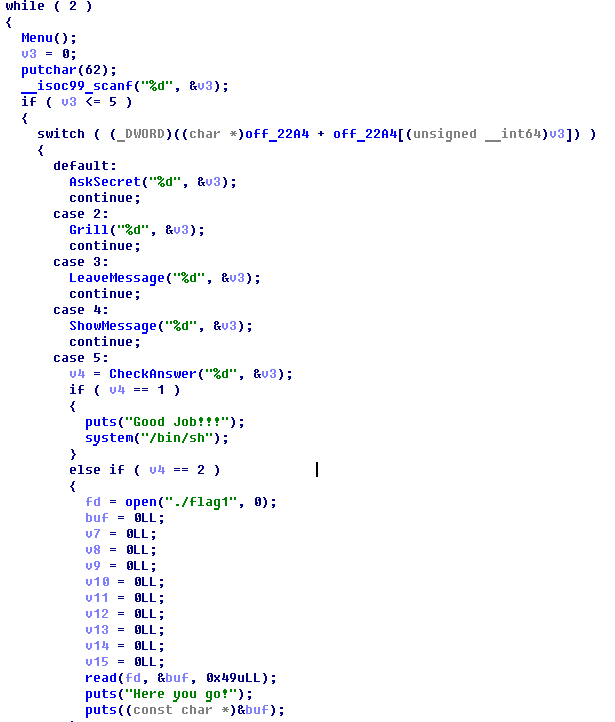 while ( 2 )
{
Menu();
v3 = 0;
putchar(62);
__isoc99_scanf("%d", &v3);
if ( v3 <= 5 )
{
switch ( (_DWORD)((char *)off_22A4 + off_22A4[(unsigned __int64)v3]) )
{
default:
AskSecret("%d", &v3);
continue;
case 2:
Grill("%d", &v3);
continue;
case 3:
LeaveMessage("%d", &v3);
continue;
case 4:
ShowMessage("%d", &v3);
continue;
case 5:
v4 = CheckAnswer("%d", &v3);
if ( v4 == 1 )
{
puts("Good Job!!!");
system("/bin/sh");
}
else if ( v4 == 2 )
{
fd = open("./flag1", 0);
buf = 0LL;
v7 = 0LL;
v8 = 0LL;
v9 = 0LL;
v10 = 0LL;
v11 = 0LL;
v12 = 0LL;
v13 = 0LL;
v14 = 0LL;
v15 = 0LL;
read(fd, &buf, 0x49uLL);
puts("Here you go!");
puts((const char *)&buf);